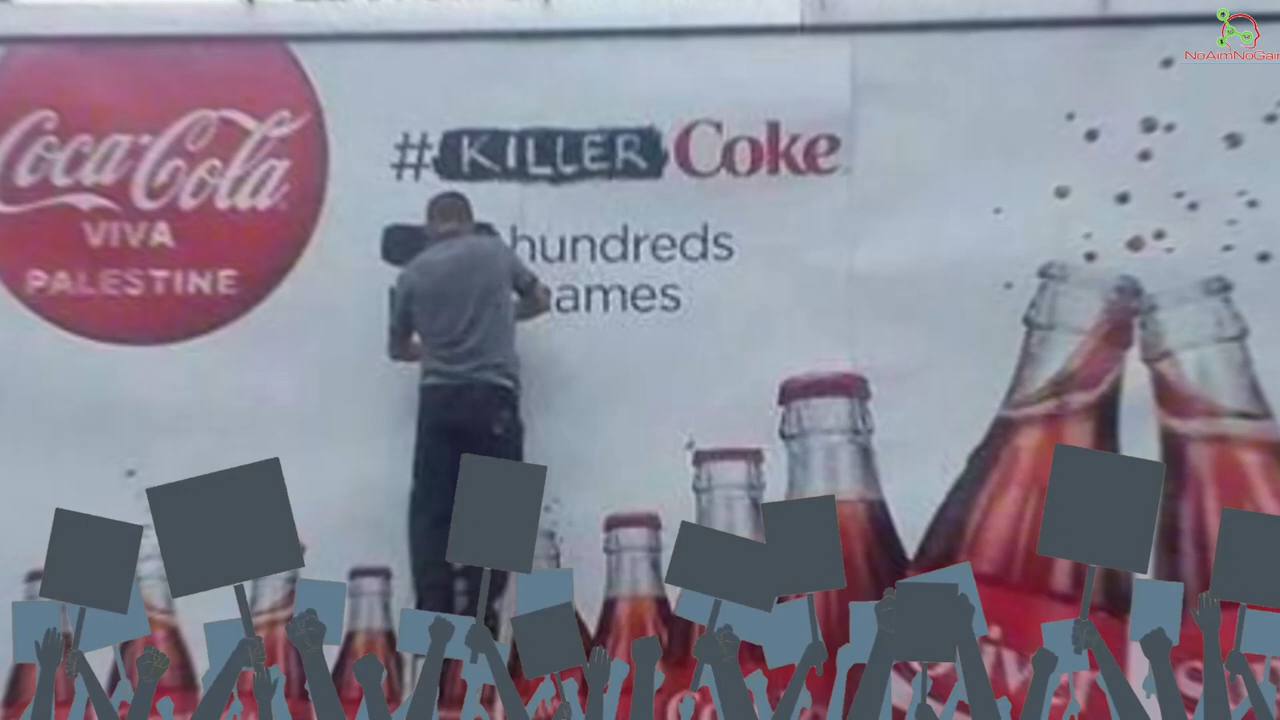 NoAimNoGain
Coca-Cola
VIVA
PALESTINE
#KILLER Coke
hundreds
ames